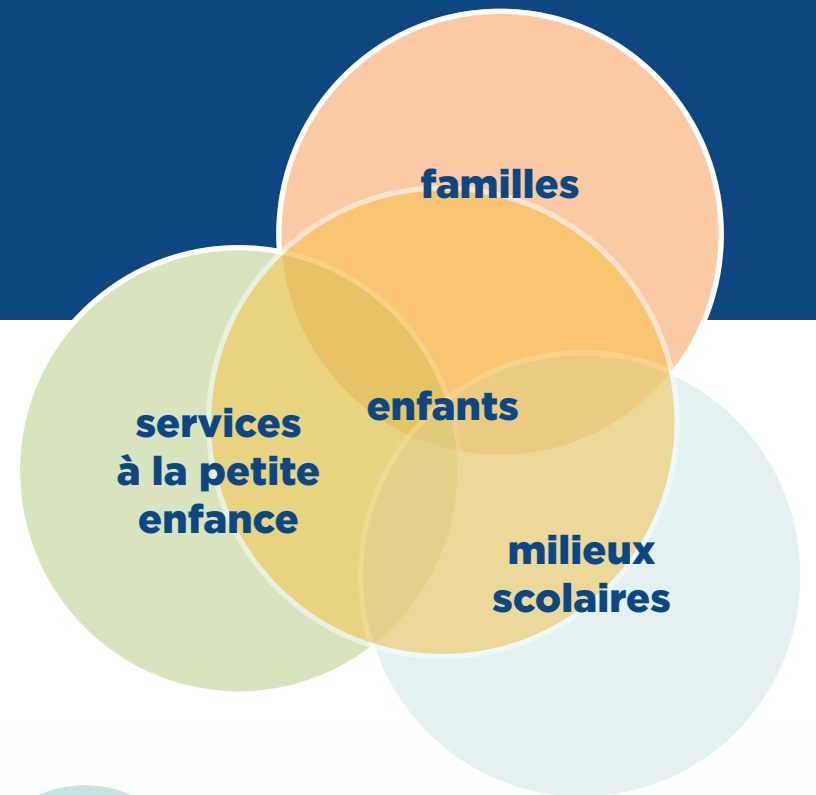 familles
enfants
services
à la petite
enfance
milieux
scolaires